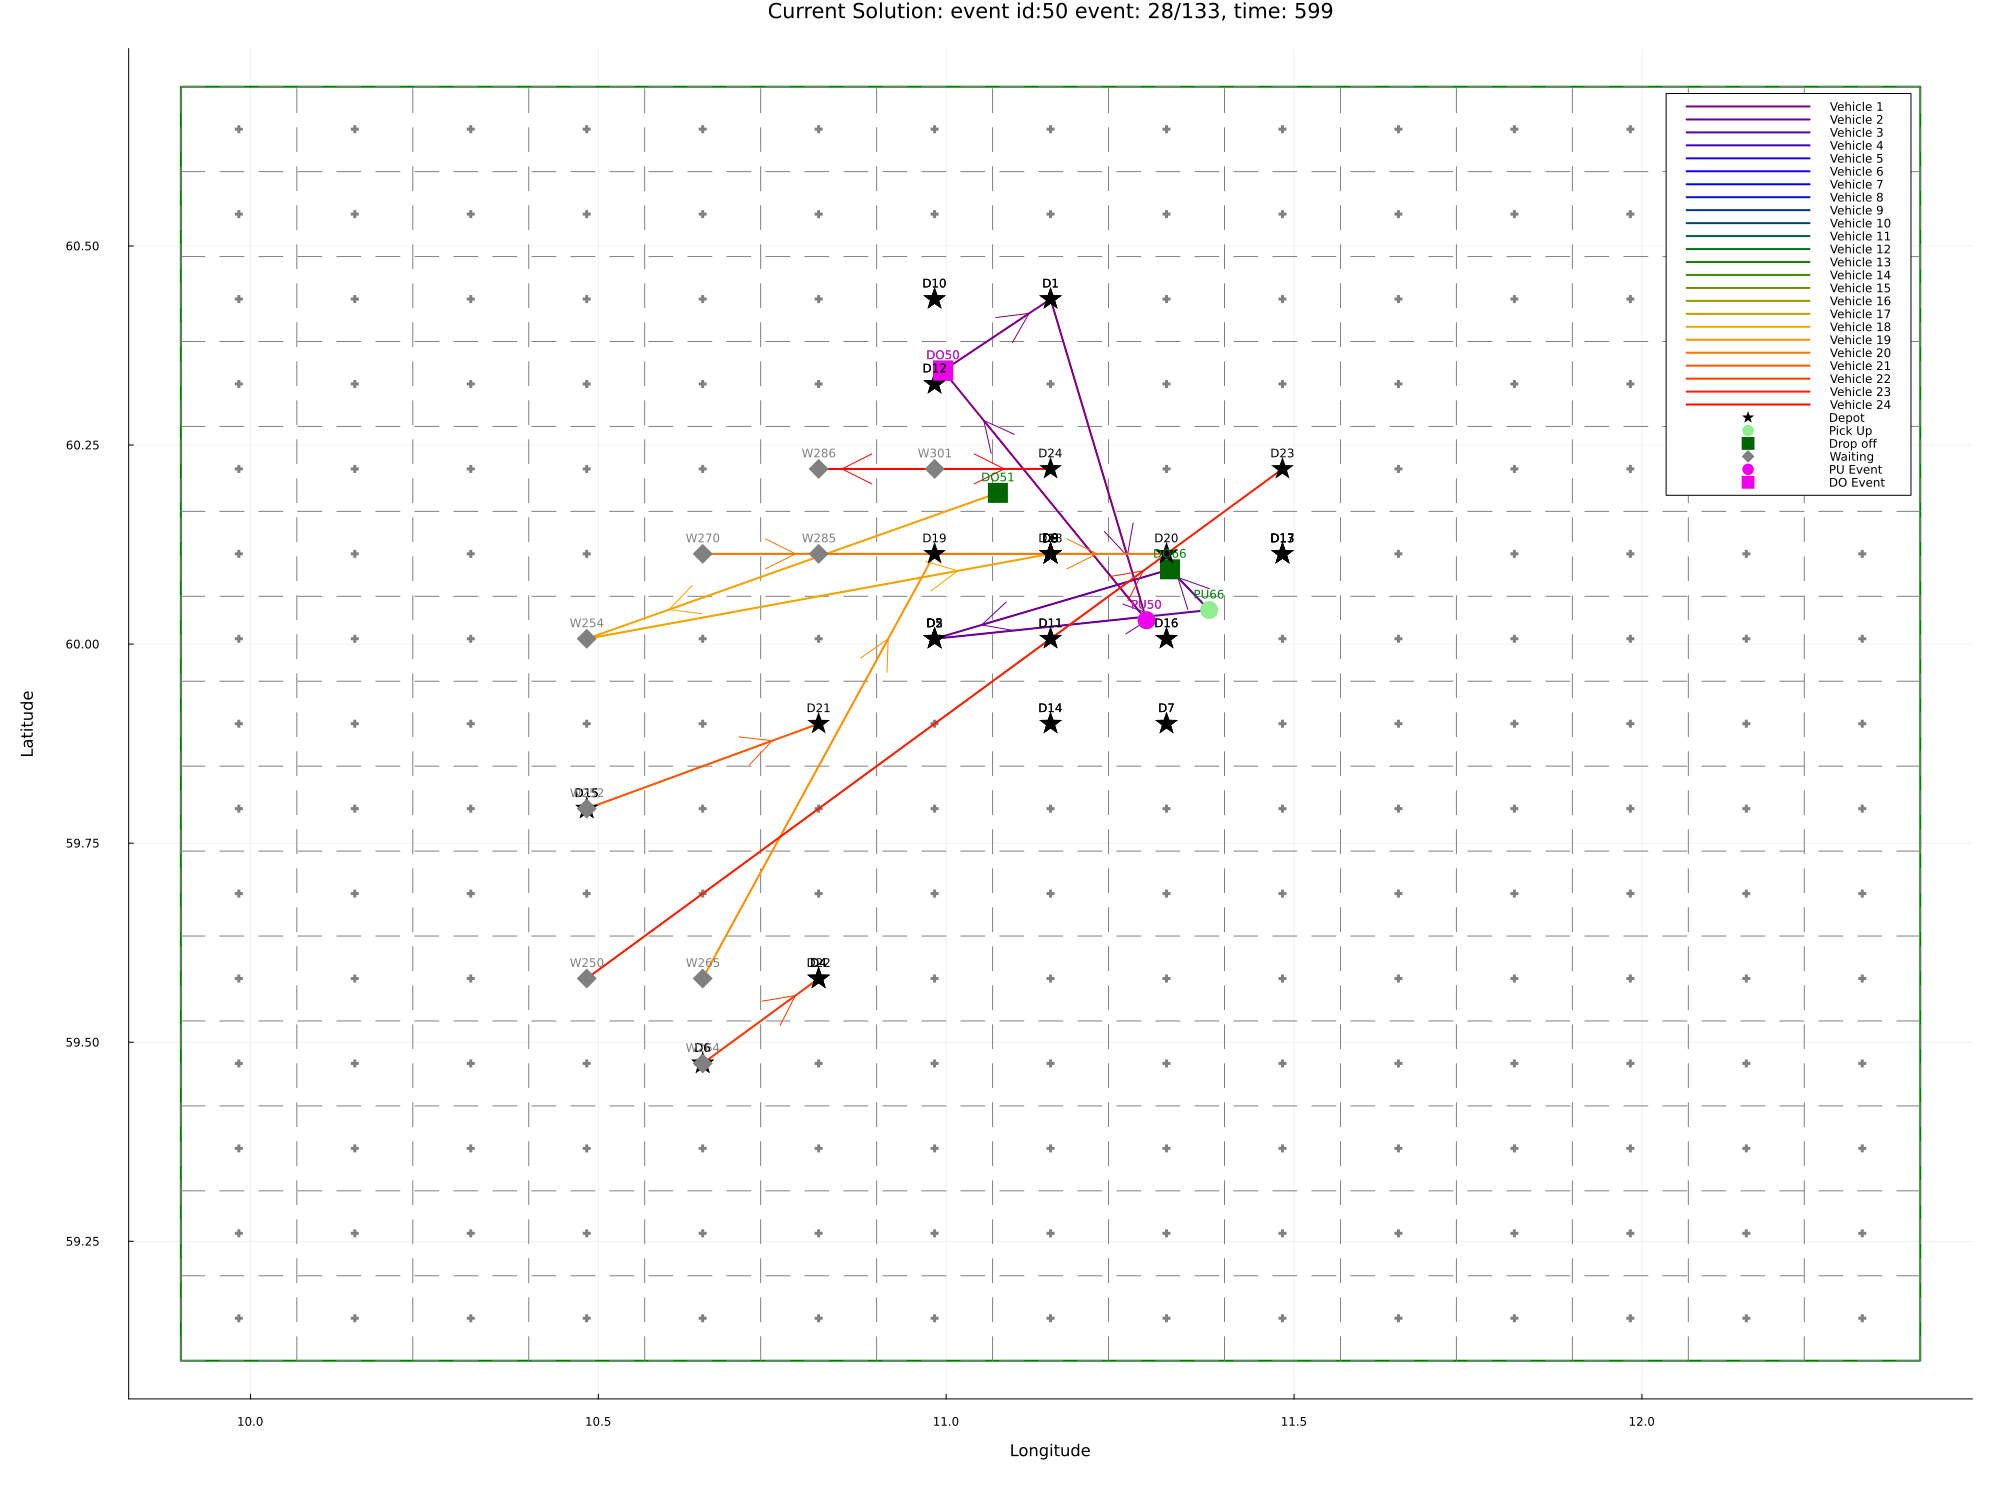 Current Solution: event id:50 event: 28/133, time: 599
Vehicle 1
Vehicle 2
Vehicle 3
Vehicle 4
Vehicle 5
Vehicle 6
Vehicle 7
Vehicle 8
Vehicle 9
Vehicle 10
Vehicle 11
Vehicle 12
Vehicle 13
Vehicle 14
Vehicle 15
Vehicle 16
Vehicle 17
Vehicle 18
Vehicle 19
Vehicle 20
Vehicle 21
Vehicle 22
Vehicle 23
Vehicle 24
Depot
Pick Up
Drop off
Waiting
PU Event
DO Event
60.50
D10 D1
DO50
D12
60.25
W286 W301 D24 D23
DO51
W270 W285 D19 D20
PU66
PU50
W254 D11 D16
60.00
D21 D14 D7
Latitude
D15
59.75
W250 W265
D6
59.50
59.25
10.0 10.5 11.0 11.5 12.0
Longitude